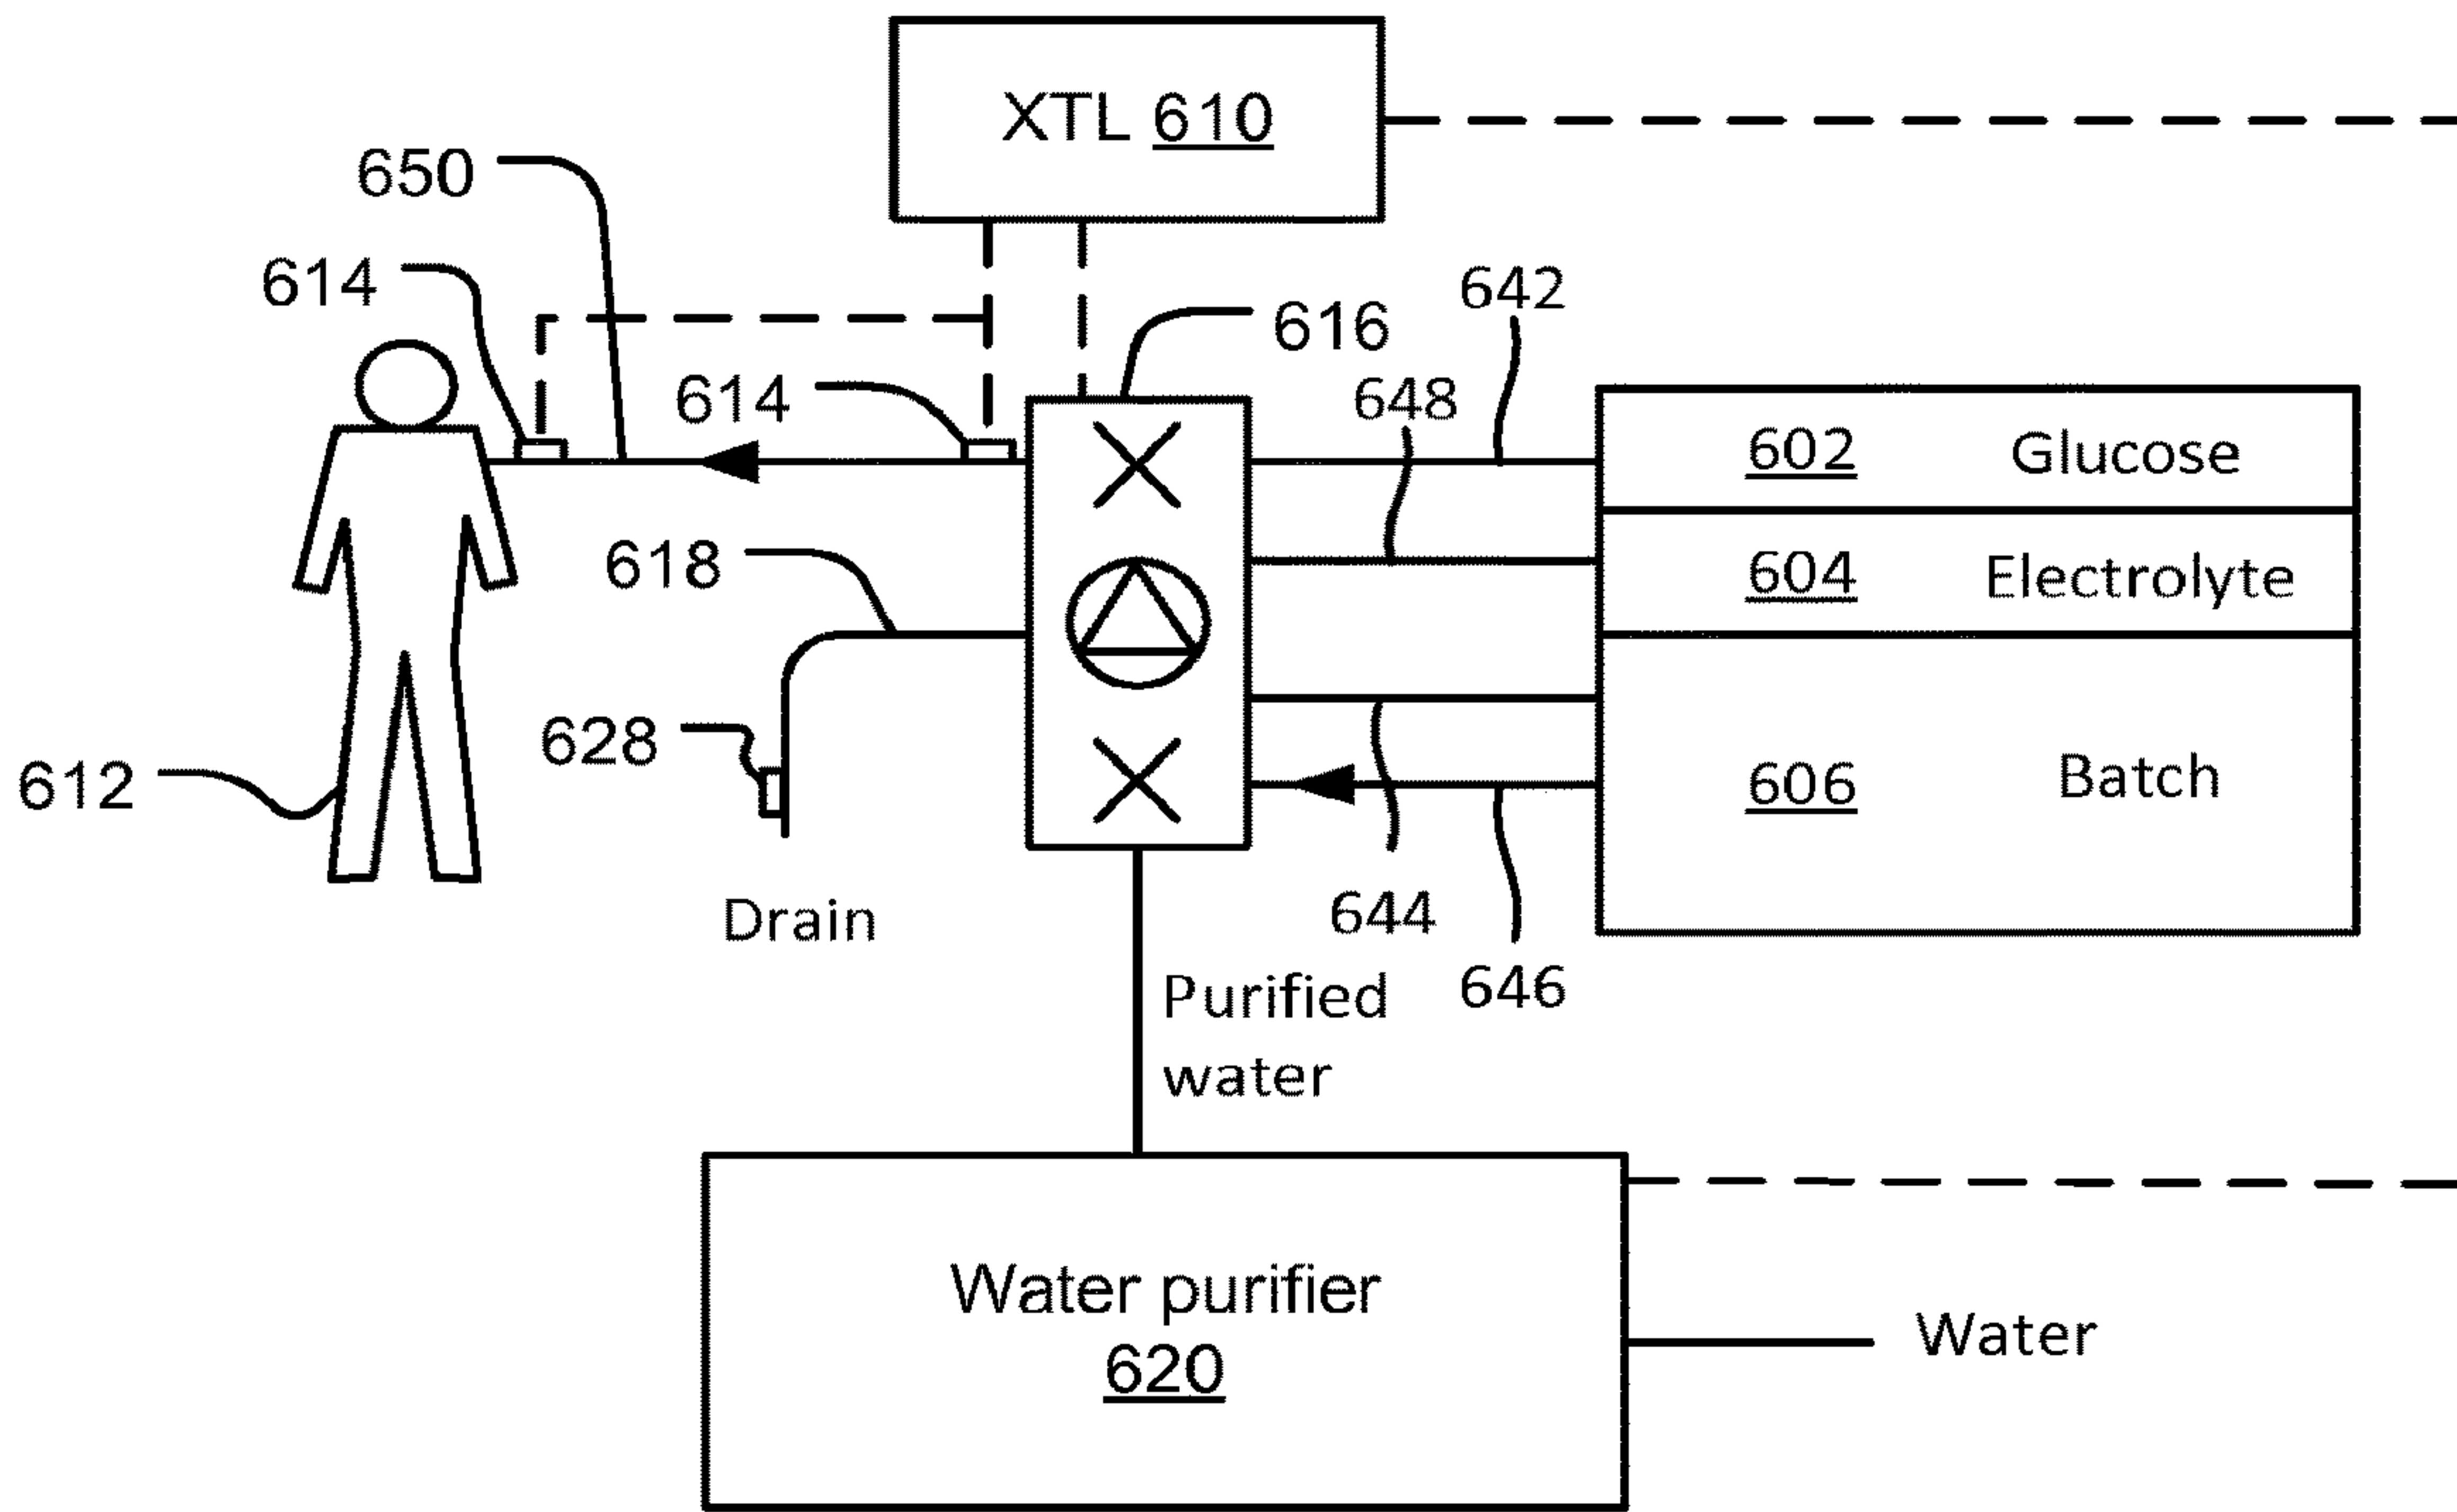 XTL 610
650
614
642
616
648
614
602 Glucose
618
604 Electrolyte
628
612
606 Batch
Drain
644
646
Purified
water
Water purifier
620
Water